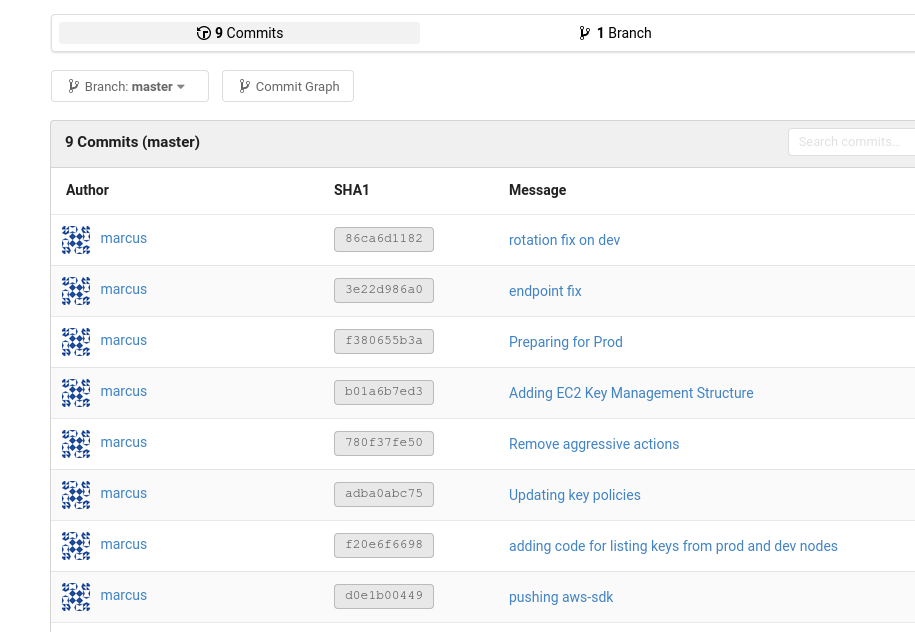 9 Commits
1 Branch
Branch: master
Commit Graph
9 Commits (master)
Search commits...
Author SHA1 Message
marcus 86ca6d1182 rotation fix on dev
marcus 3e22d986a0 endpoint fix
marcus f380655b3a Preparing for Prod
marcus b01a6b7ed3 Adding EC2 Key Management Structure
marcus 780f37fe50 Remove aggressive actions
marcus adba0abc75 Updating key policies
marcus f20e6f6698 adding code for listing keys from prod and dev nodes
marcus d0e1b00449 pushing aws-sdk